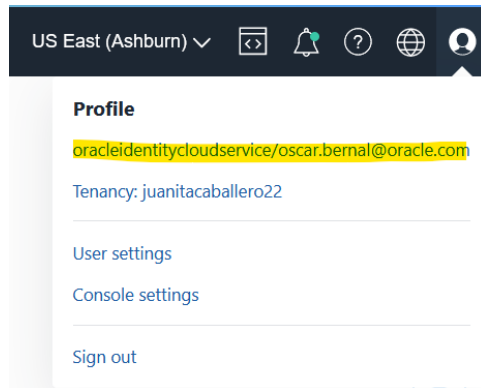 US East (Ashburn)
Profile
oracleidentitycloudservice/oscar.bernal@oracle.com
Tenancy: juanitacaballero22
User settings
Console settings
Sign out